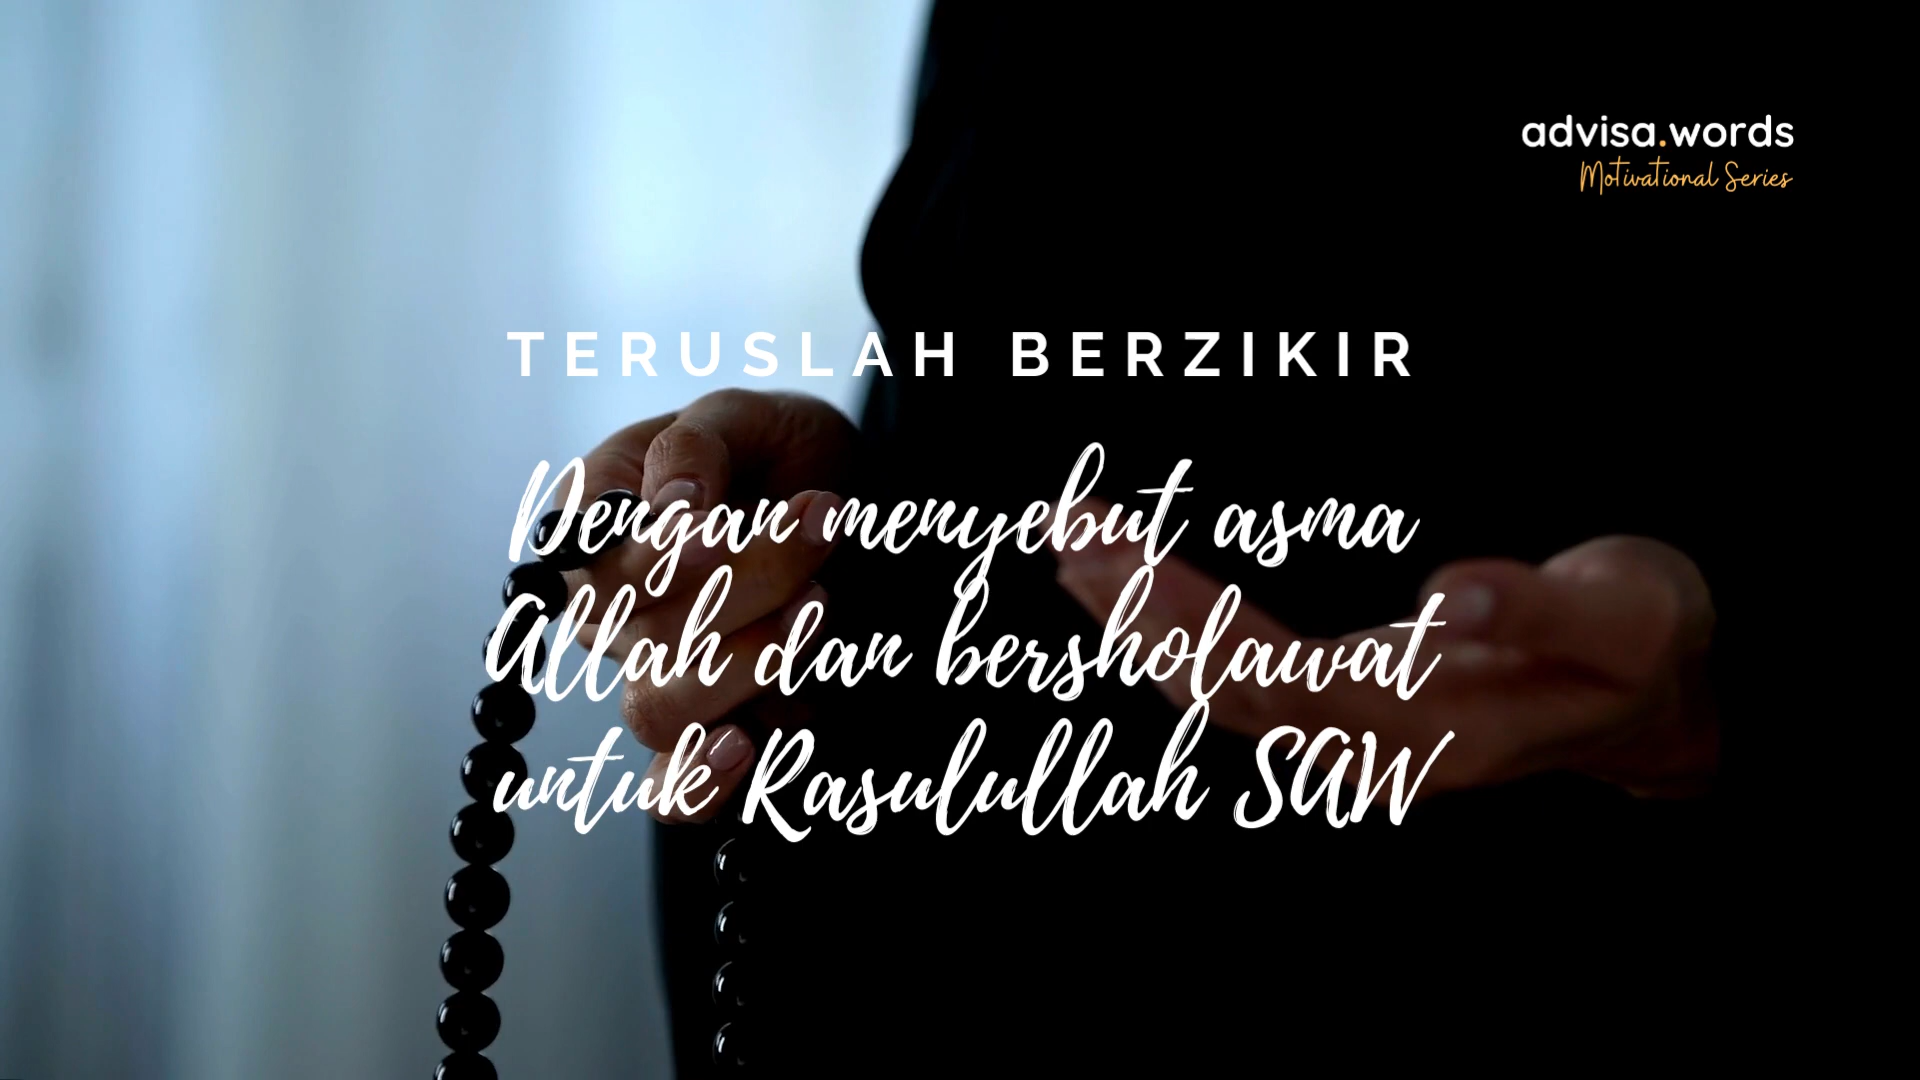 advisa.words
Motivational Series
TERUSLAH BERZIKIR
Dengan menyebut asma
Allah dan bersholawat
untuk Rasulullah SAW